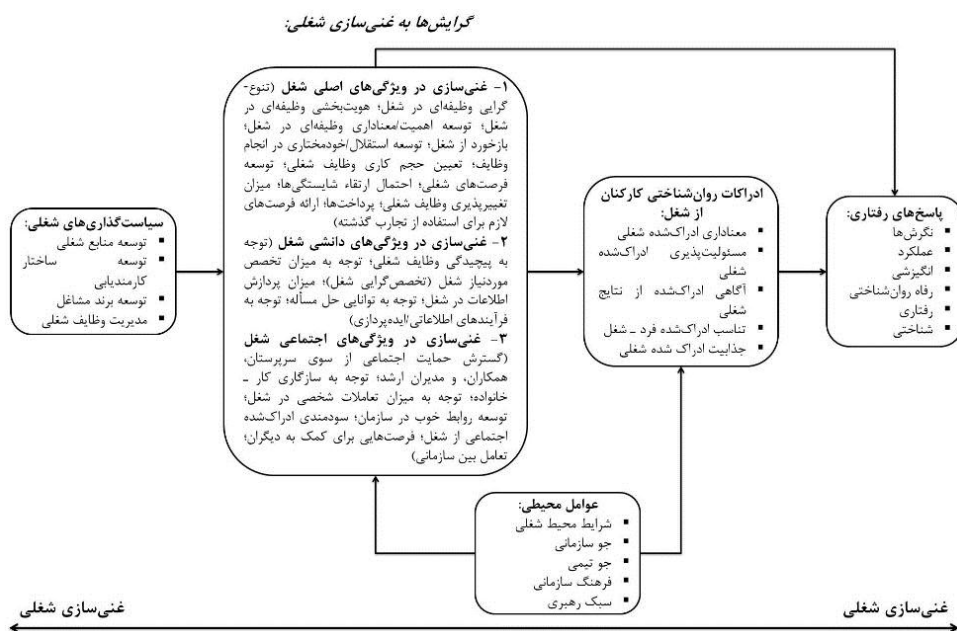 گرایش‌ها به غنی‌سازی شغلی:
۱- غنی‌سازی در ویژگی‌های اصلی شغل (تنوع-
گرایی وظیفه‌ای در شغل؛ هویت‌بخشی وظیفه‌ای در
شغل؛ توسعه اهمیت/معناداری وظیفه‌ای در شغل؛
بازخورد از شغل؛ توسعه استقلال/خودمختاری در انجام
وظایف؛ تعیین حجم کاری وظایف شغلی؛ توسعه
فرصت‌های شغلی؛ احتمال ارتقاء شایستگی‌ها؛ میزان
تغییرپذیری وظایف شغلی؛ پرداخت‌ها؛ ارائه فرصت‌های
لازم برای استفاده از تجارب گذشته)
۲- غنی‌سازی در ویژگی‌های دانشی شغل (توجه
به پیچیدگی وظایف شغلی؛ توجه به میزان تخصص
موردنیاز شغل (تخصص‌گرایی شغل)؛ میزان پردازش
اطلاعات در شغل؛ توجه به توانایی حل مسأله؛ توجه به
فرآیندهای اطلاعاتی/ایده‌پردازی)
۳- غنی‌سازی در ویژگی‌های اجتماعی شغل
(گسترش حمایت اجتماعی از سوی سرپرستان،
همکاران، و مدیران ارشد؛ توجه به سازگاری کار ـ
خانواده؛ توجه به میزان تعاملات شخصی در شغل؛
توسعه روابط خوب در سازمان؛ سودمندی ادراک‌شده
اجتماعی از شغل؛ فرصت‌هایی برای کمک به دیگران؛
تعامل بین سازمانی)
سیاست‌گذاری‌های شغلی:
▪ توسعه منابع شغلی
▪ توسعه ساختار
کارمندیابی
▪ توسعه برند مشاغل
▪ مدیریت وظایف شغلی
ادراکات روان‌شناختی کارکنان
از شغل:
▪ معناداری ادراک‌شده شغلی
▪ مسئولیت‌پذیری ادراک‌شده
شغلی
▪ آگاهی ادراک‌شده از نتایج
شغلی
▪ تناسب ادراک‌شده فرد ـ شغل
▪ جذابیت ادراک شده شغلی
پاسخ‌های رفتاری:
▪ نگرش‌ها
▪ عملکرد
▪ انگیزشی
▪ رفاه روان‌شناختی
▪ رفتاری
▪ شناختی
عوامل محیطی:
▪ شرایط محیط شغلی
▪ جو سازمانی
▪ جو تیمی
▪ فرهنگ سازمانی
▪ سبک رهبری
غنی‌سازی شغلی
غنی‌سازی شغلی